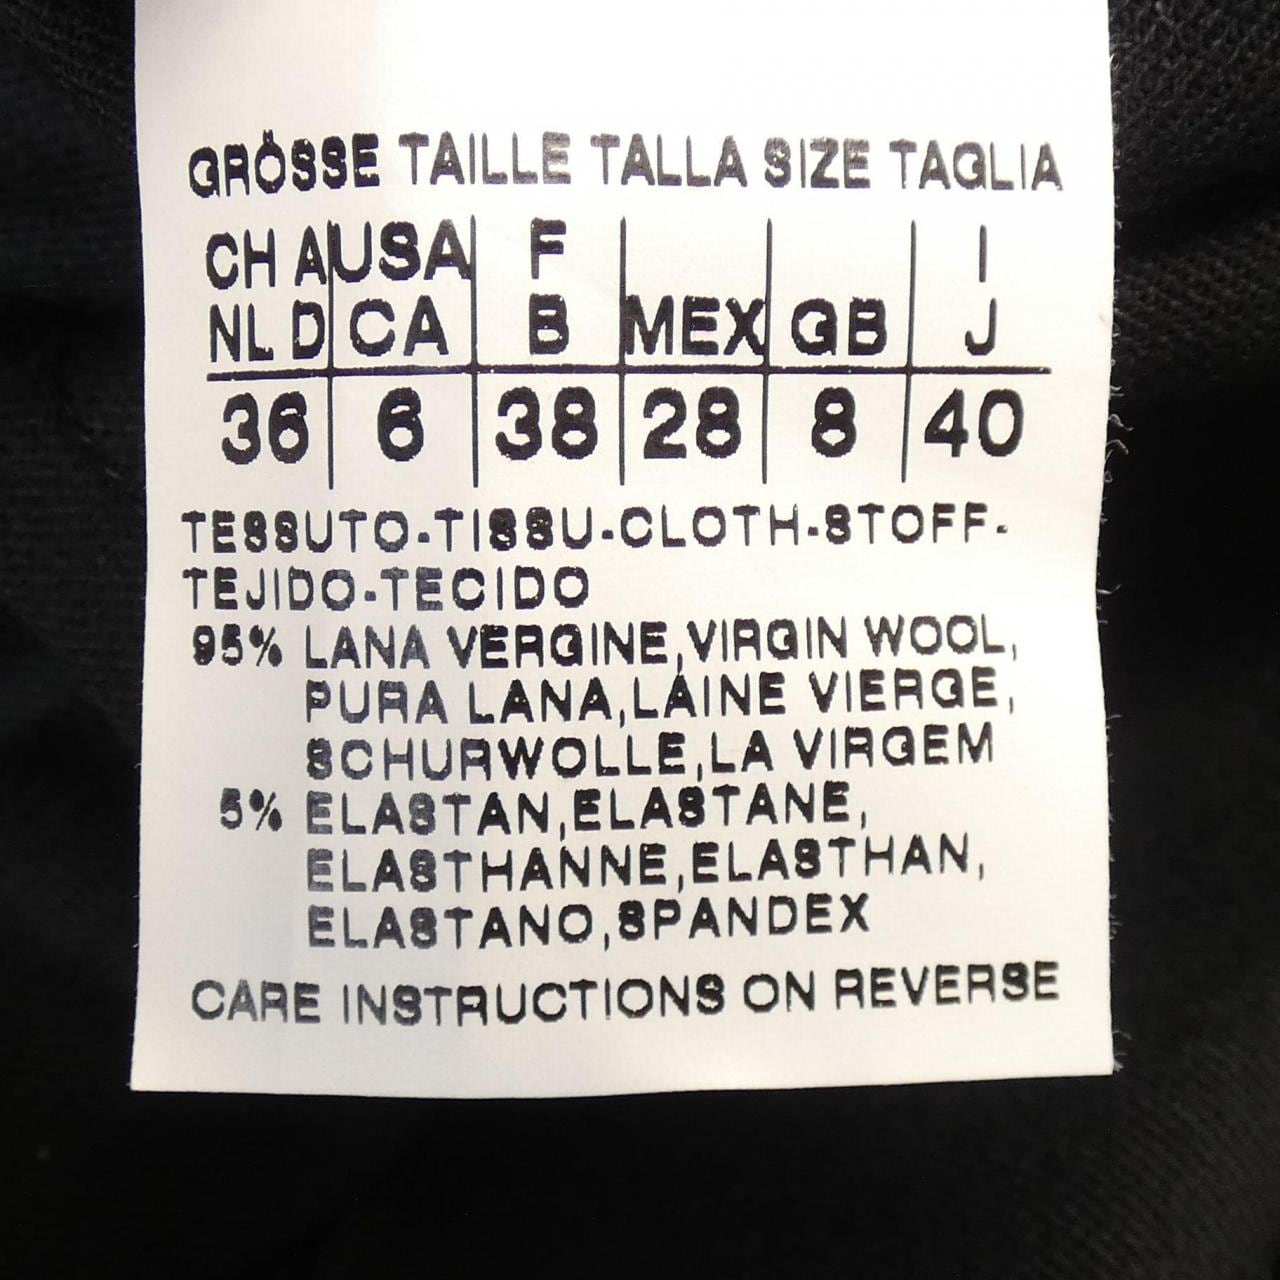 GRÖSSE TAILLE TALLA SIZE TAGLIA
CH A USA F I
NL D CA B MEX GB J
36 6 38 28 8 40
TESSUTO-TISSU-CLOTH-STOFF-
TEJIDO-TECIDO
95% LANA VERGINE,VIRGIN WOOL,
PURA LANA,LAINE VIERGE,
SCHURWOLLE,LA VIRGEM
5% ELASTAN,ELASTANE,
ELASTHANNE,ELASTHAN,
ELASTANO,SPANDEX
CARE INSTRUCTIONS ON REVERSE